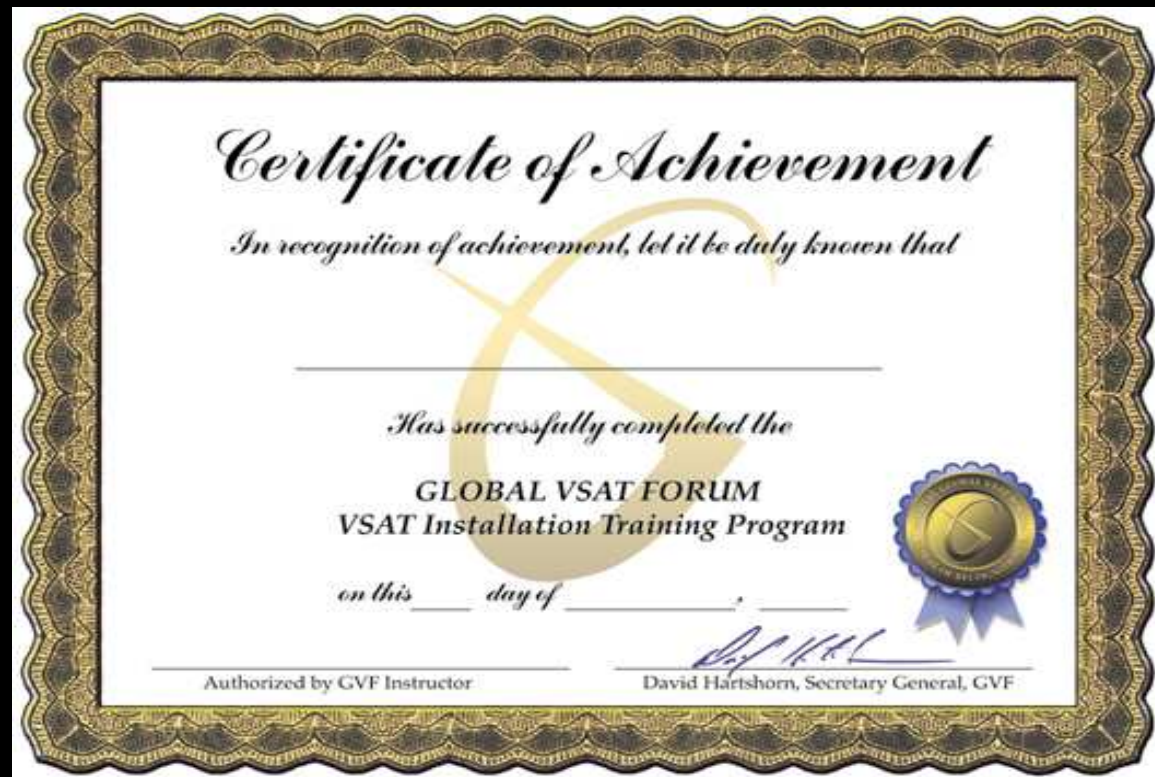 Certificate of Achievement
In recognition of achievement, let it be duly known that
Has successfully completed the
GLOBAL VSAT FORUM
VSAT Installation Training Program
on this day of ,
Authorized by GVF Instructor
David Hartshorn, Secretary General, GVF